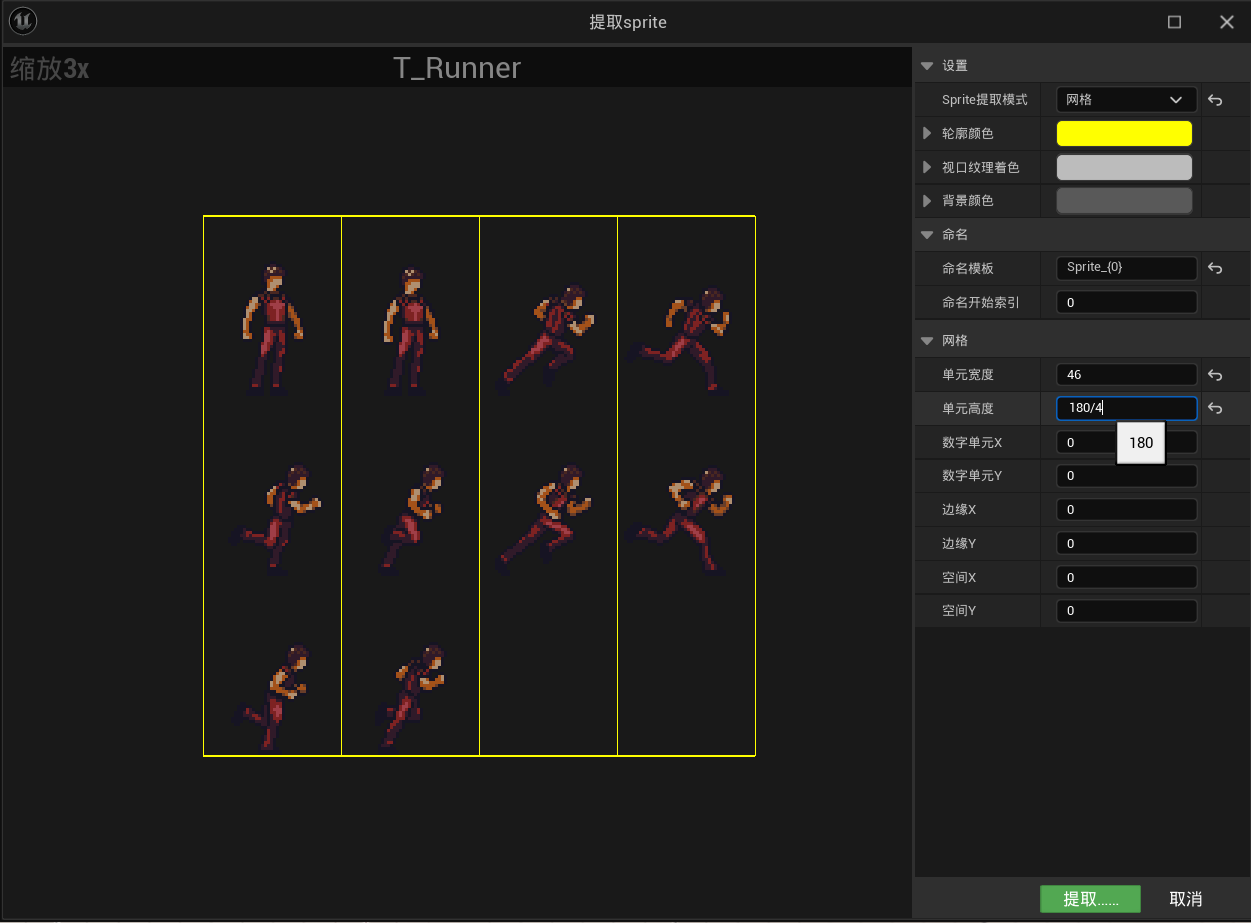 提取sprite
缩放3x
T_Runner
设置
Sprite提取模式 网格
轮廓颜色
视口纹理着色
背景颜色
命名
命名模板 Sprite_{0}
命名开始索引 0
网格
单元宽度 46
单元高度 180/4
数字单元X 0 180
数字单元Y 0
边缘X 0
边缘Y 0
空间X 0
空间Y 0
提取...... 取消